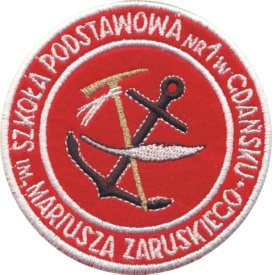 SZKOŁA PODSTAWOWA NR 1 W GDAŃSKU
IM. MARIUSZA ZARUSKIEGO